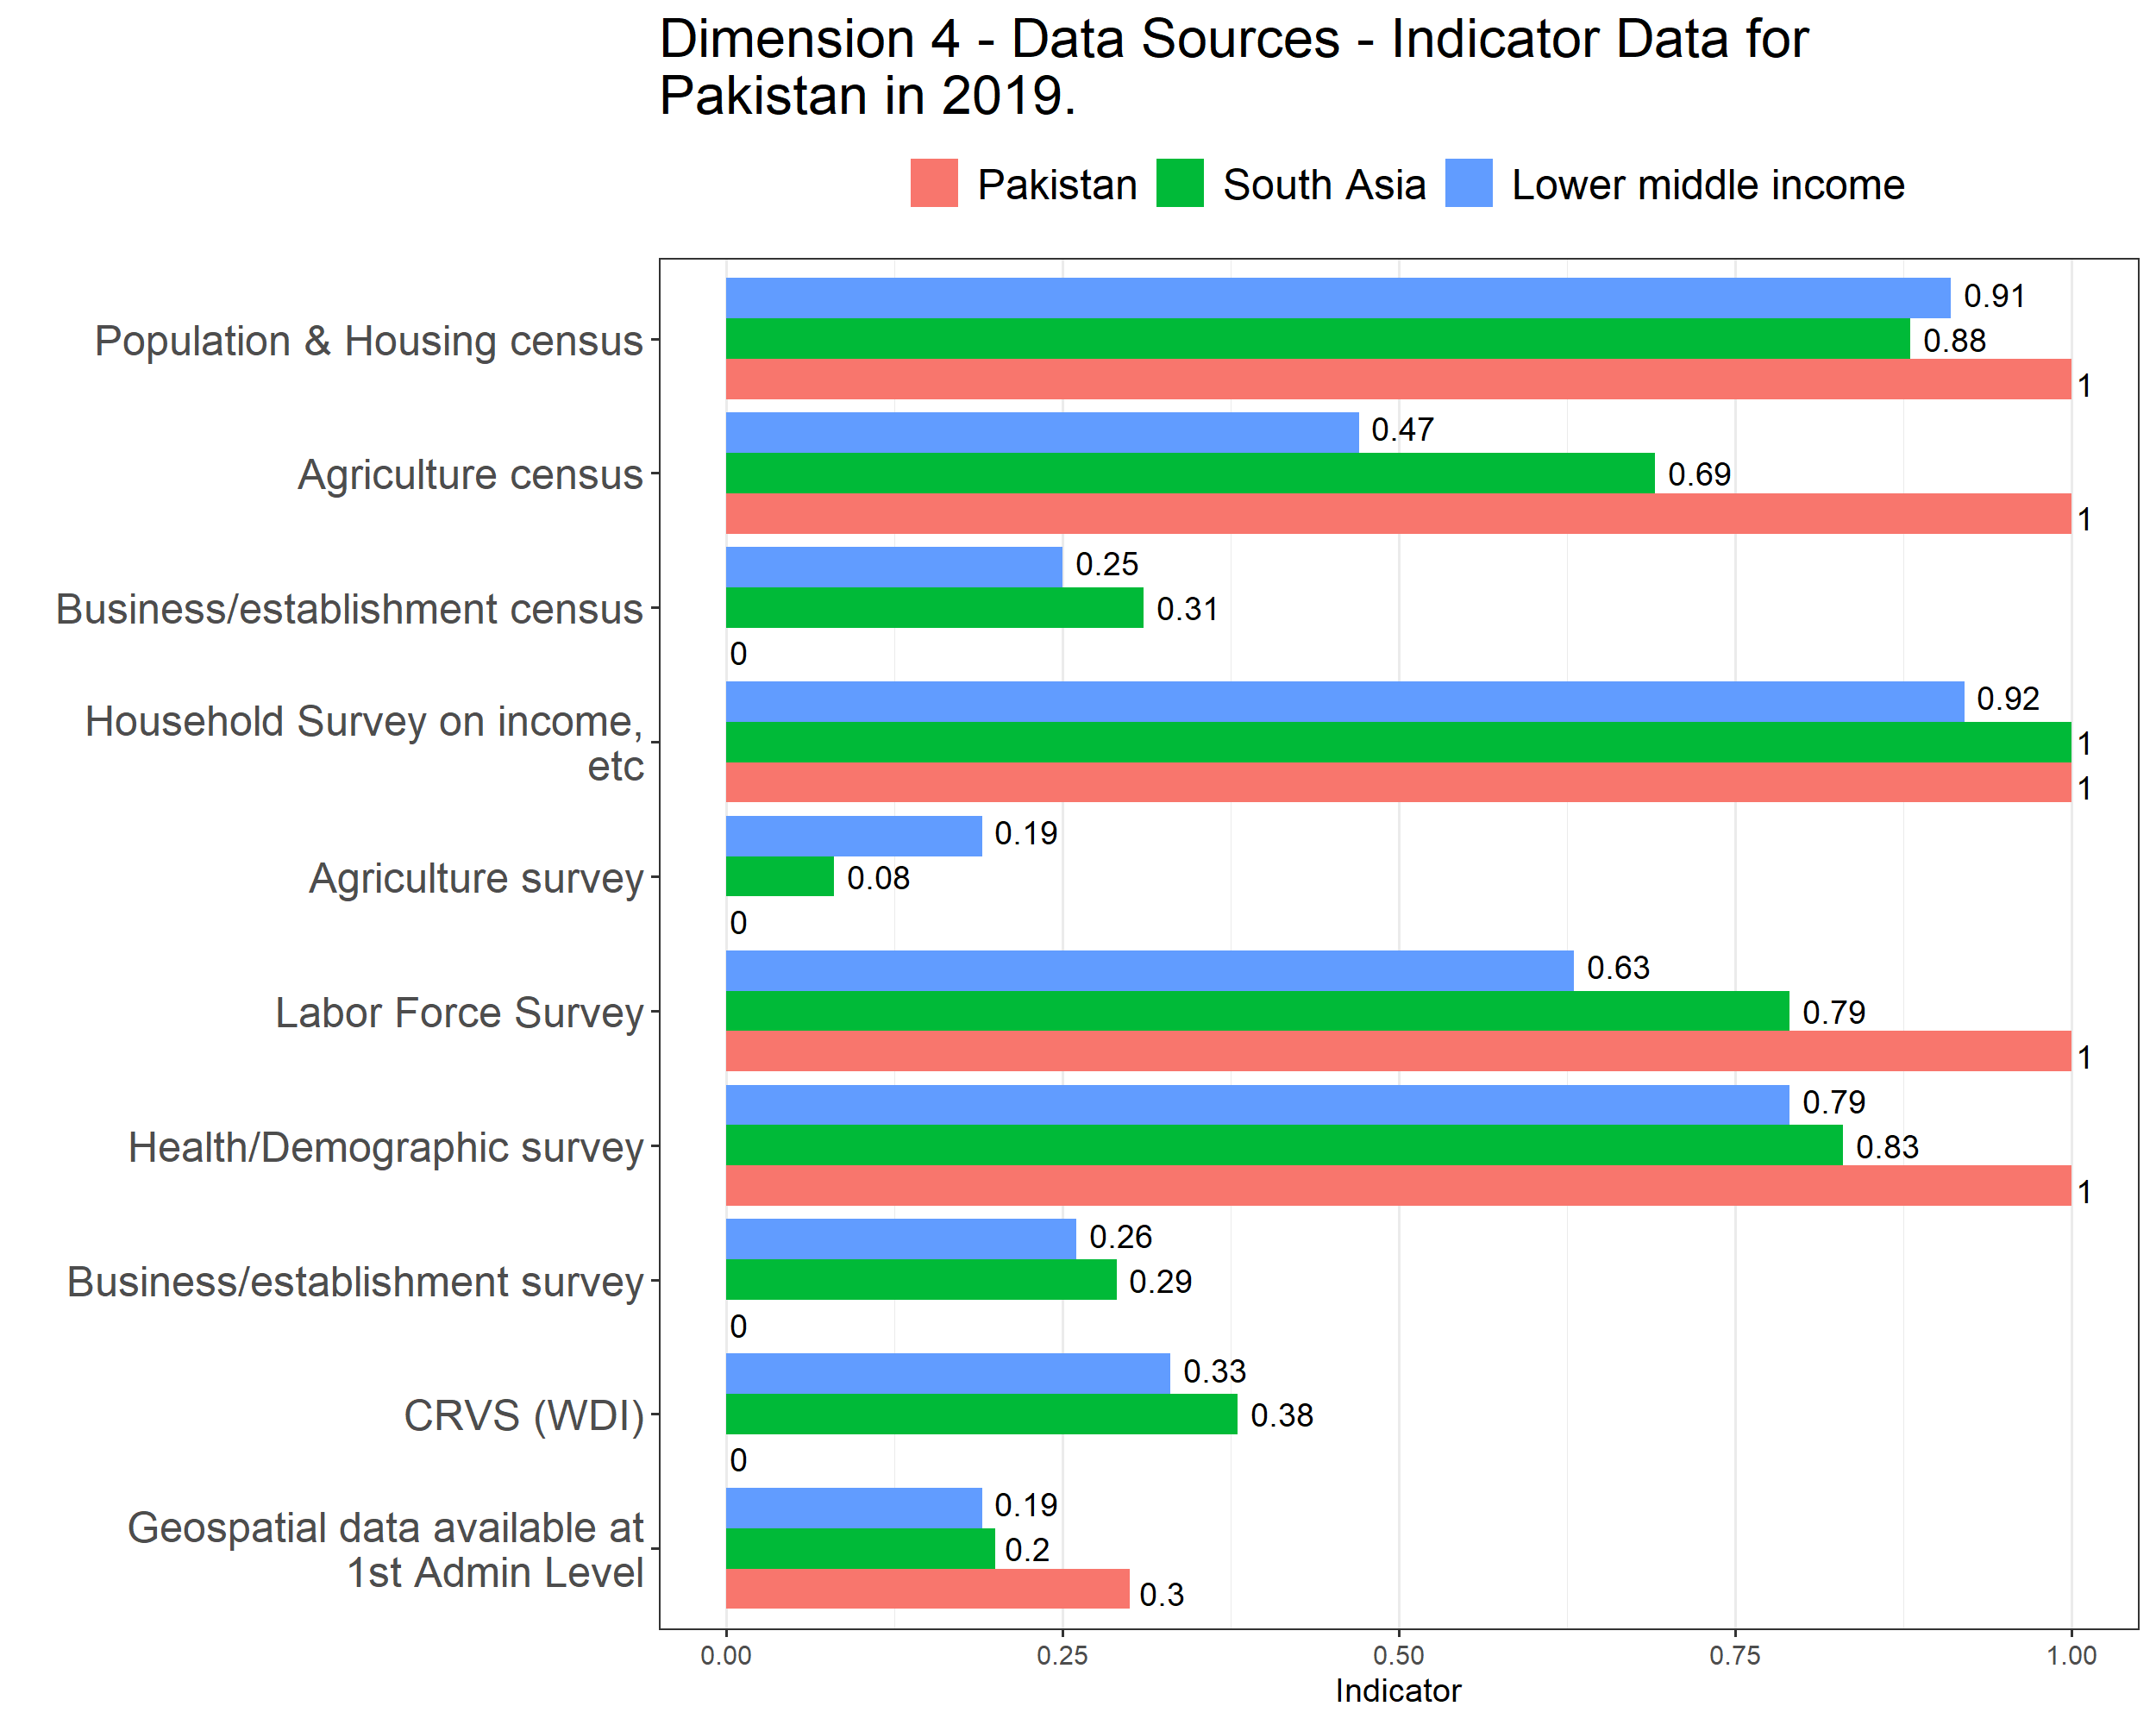 Dimension 4 - Data Sources - Indicator Data for
Pakistan in 2019.
Pakistan South Asia Lower middle income
Population & Housing census
0.91
0.88
1
Agriculture census
0.47
0.69
1
Business/establishment census
0.25
0.31
0
Household Survey on income,
etc
0.92
1
1
Agriculture survey
0.19
0.08
0
Labor Force Survey
0.63
0.79
1
Health/Demographic survey
0.79
0.83
1
Business/establishment survey
0.26
0.29
0
CRVS (WDI)
0.33
0.38
0
Geospatial data available at
1st Admin Level
0.19
0.2
0.3
0.00 0.25 0.50 0.75 1.00
Indicator